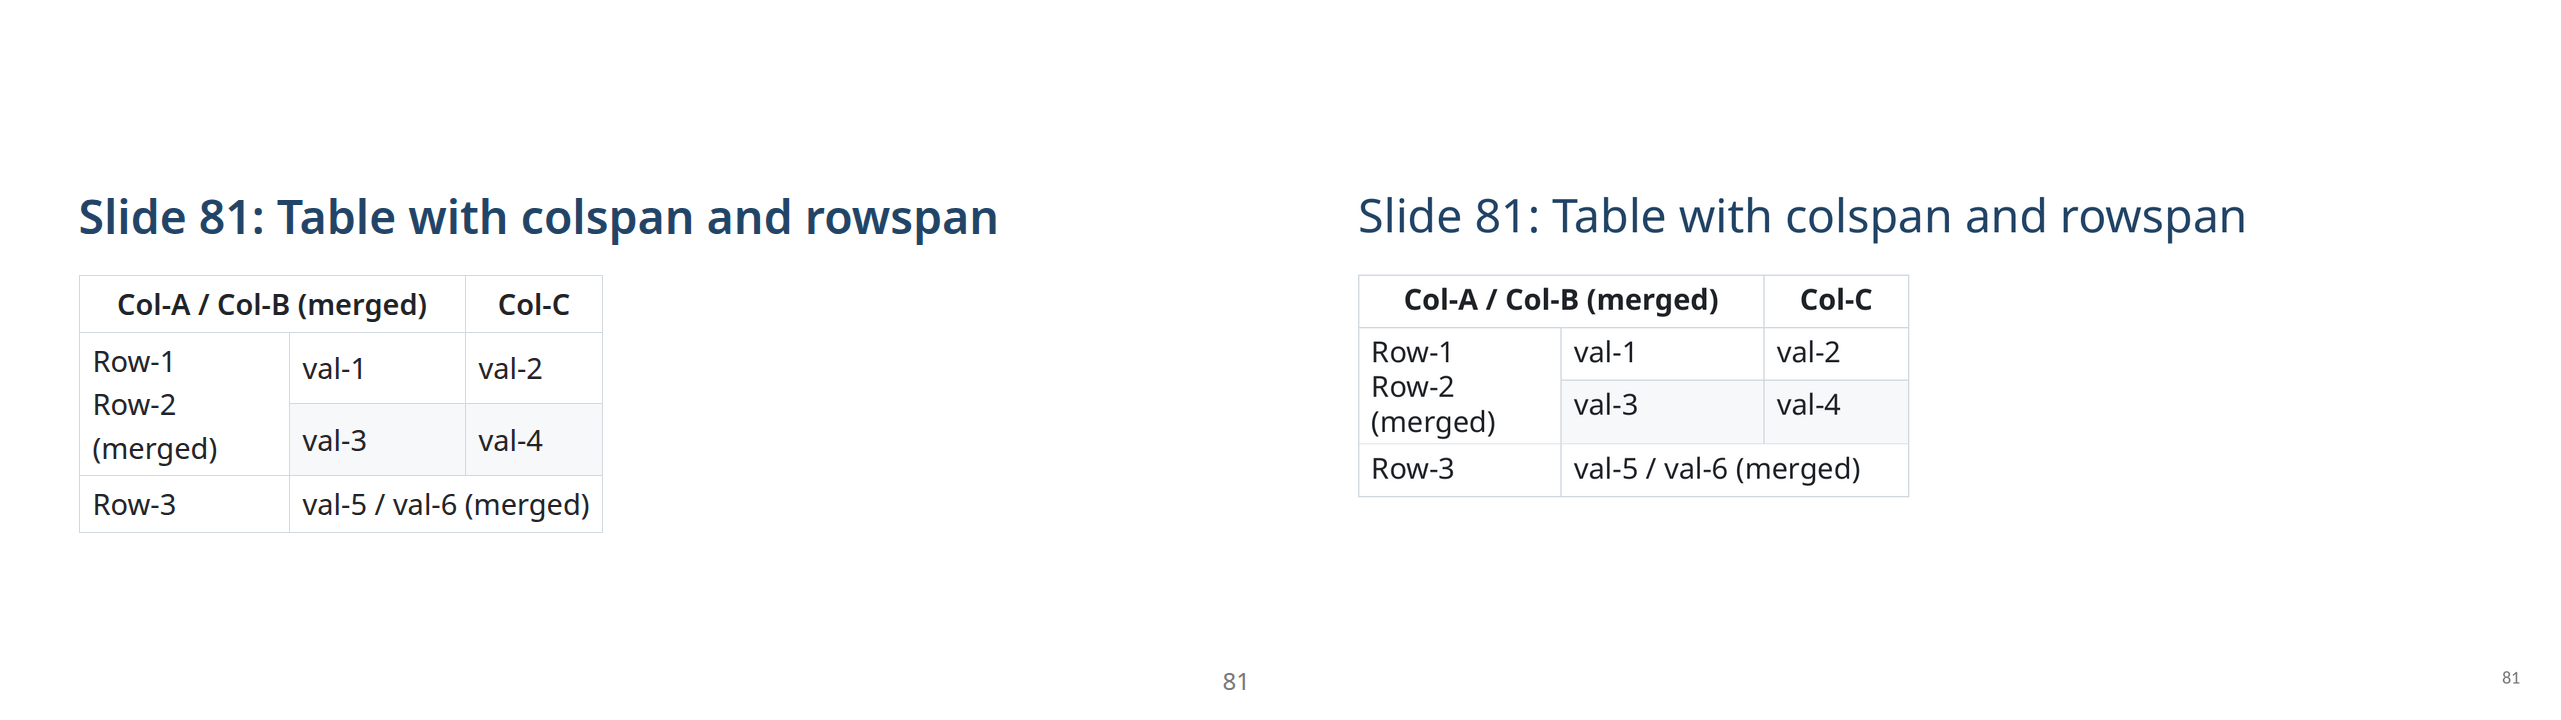 Slide 81: Table with colspan and rowspan
Col-A / Col-B (merged) Col-C
Row-1
Row-2
(merged)
val-1 val-2
val-3 val-4
Row-3 val-5 / val-6 (merged)
81
Slide 81: Table with colspan and rowspan
Col-A / Col-B (merged) Col-C
Row-1
Row-2
(merged)
val-1 val-2
val-3 val-4
Row-3 val-5 / val-6 (merged)
81